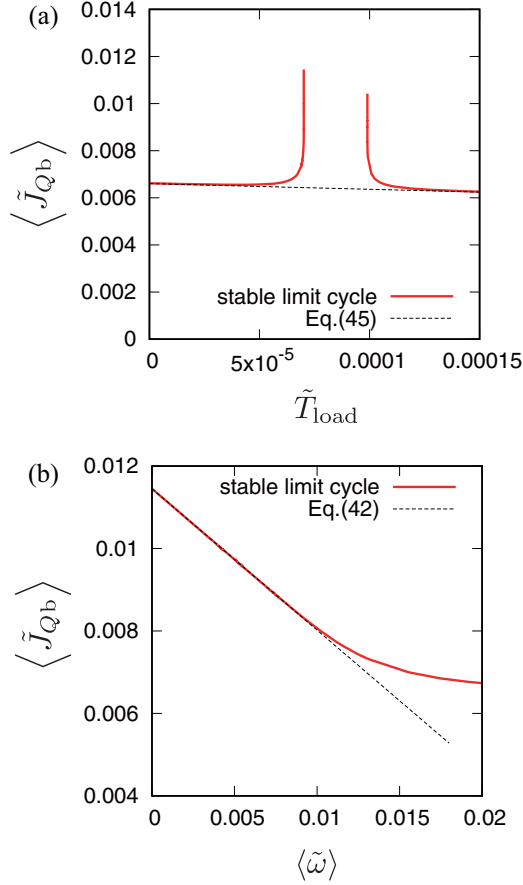 (a)
0.014
0.012
0.01
0.008
0.006
0.004
0.002
0
⟨J̃_{Qb}⟩
stable limit cycle
Eq.(45)
0 5x10^{-5} 0.0001 0.00015
T̃_{load}
(b)
0.012
0.01
0.008
0.006
0.004
⟨J̃_{Qb}⟩
stable limit cycle
Eq.(42)
0 0.005 0.01 0.015 0.02
⟨ω̃⟩